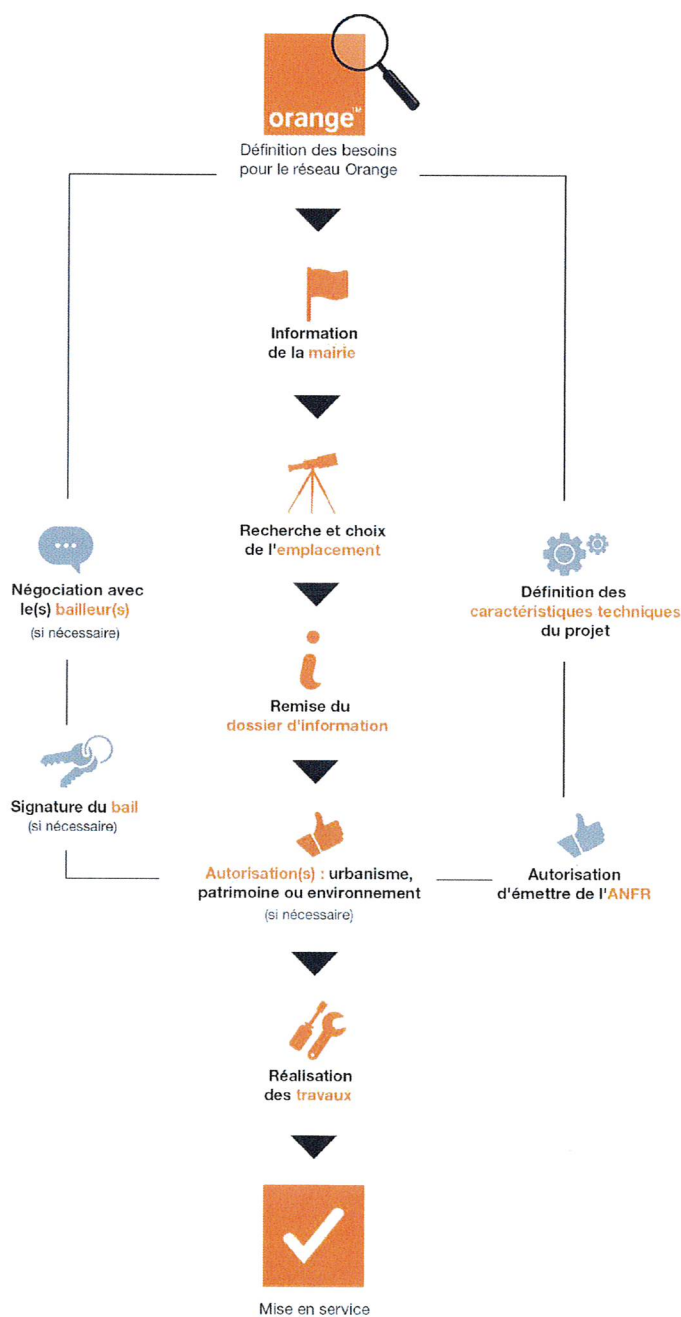 orange™
Définition des besoins
pour le réseau Orange
Information
de la mairie
Recherche et choix
de l'emplacement
Négociation avec
le(s) bailleur(s)
(si nécessaire)
Définition des
caractéristiques techniques
du projet
Remise du
dossier d'information
Signature du bail
(si nécessaire)
Autorisation(s) : urbanisme,
patrimoine ou environnement
(si nécessaire)
Autorisation
d'émettre de l'ANFR
Réalisation
des travaux
Mise en service